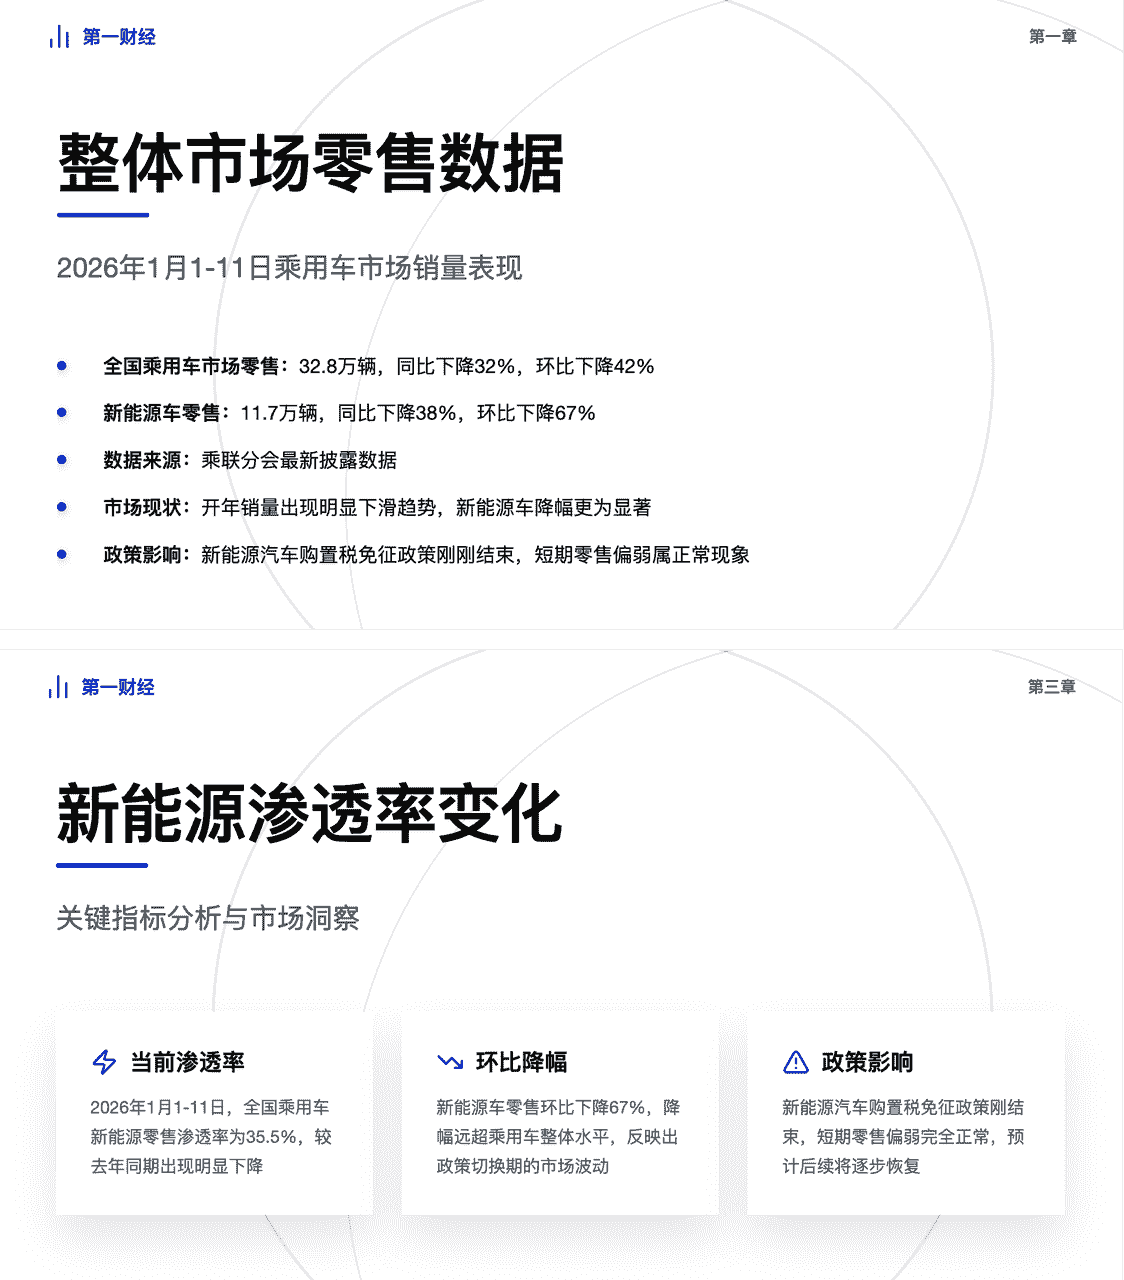 第一财经
第一章
整体市场零售数据
2026年1月1-11日乘用车市场销量表现
全国乘用车市场零售：32.8万辆，同比下降32%，环比下降42%
新能源车零售：11.7万辆，同比下降38%，环比下降67%
数据来源：乘联分会最新披露数据
市场现状：开年销量出现明显下滑趋势，新能源车降幅更为显著
政策影响：新能源汽车购置税免征政策刚刚结束，短期零售偏弱属正常现象
第一财经
第三章
新能源渗透率变化
关键指标分析与市场洞察
当前渗透率
2026年1月1-11日，全国乘用车
新能源零售渗透率为35.5%，较
去年同期出现明显下降
环比降幅
新能源车零售环比下降67%，降
幅远超乘用车整体水平，反映出
政策切换期的市场波动
政策影响
新能源汽车购置税免征政策刚结
束，短期零售偏弱完全正常，预
计后续将逐步恢复